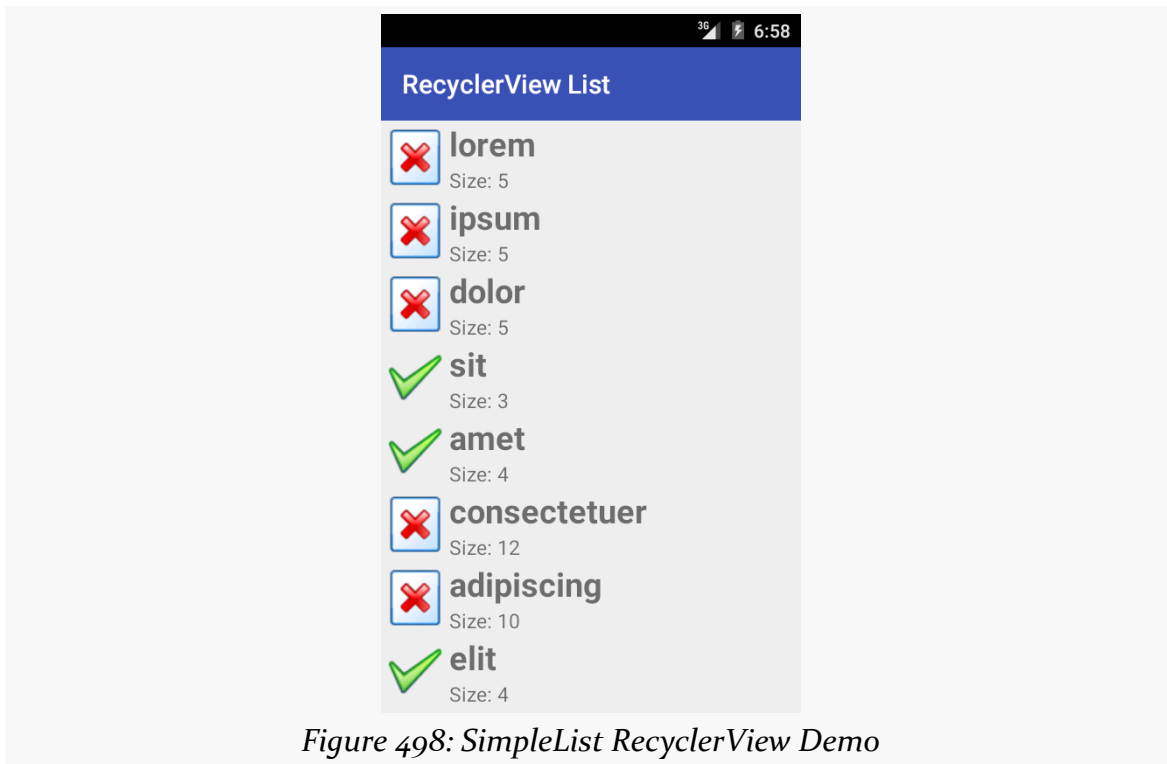 3G 6:58
RecyclerView List
lorem
Size: 5
ipsum
Size: 5
dolor
Size: 5
sit
Size: 3
amet
Size: 4
consectetuer
Size: 12
adipiscing
Size: 10
elit
Size: 4
Figure 498: SimpleList RecyclerView Demo